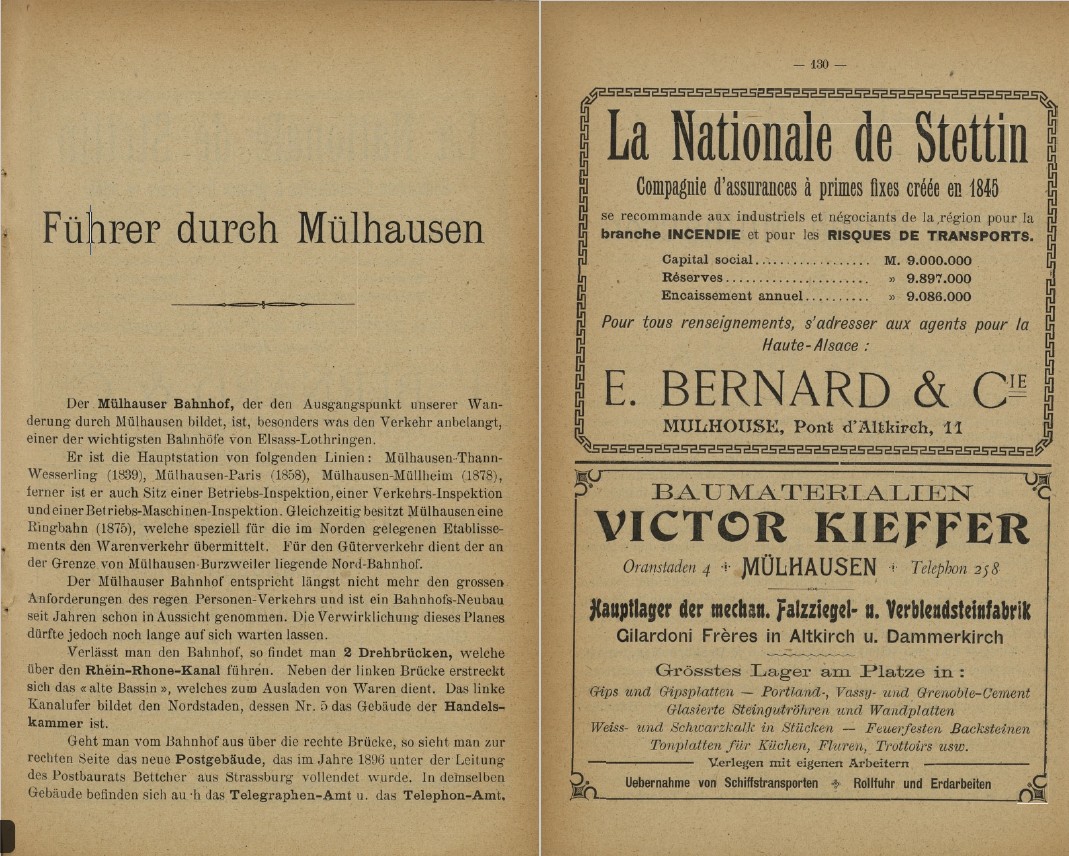 Führer durch Mülhausen
Der Mülhauser Bahnhof, der den Ausgangspunkt unserer Wan-
derung durch Mülhausen bildet, ist, besonders was den Verkehr anbelangt,
einer der wichtigsten Bahnhöfe von Elsass-Lothringen.
Er ist die Hauptstation von folgenden Linien: Mülhausen-Thann-
Wesserling (1839), Mülhausen-Paris (1858), Mülhausen-Müllheim (1878),
ferner ist er auch Sitz einer Betriebs-Inspektion, einer Verkehrs-Inspektion
und einer Betriebs-Maschinen-Inspektion. Gleichzeitig besitzt Mülhausen eine
Ringbahn (1875), welche speziell für die im Norden gelegenen Etablisse-
ments den Warenverkehr übermittelt. Für den Güterverkehr dient der an
der Grenze von Mülhausen-Burzweiler liegende Nord-Bahnhof.
Der Mülhauser Bahnhof entspricht längst nicht mehr den grossen
Anforderungen des regen Personen-Verkehrs und ist ein Bahnhofs-Neubau
seit Jahren schon in Aussicht genommen. Die Verwirklichung dieses Planes
dürfte jedoch noch lange auf sich warten lassen.
Verlässt man den Bahnhof, so findet man 2 Drehbrücken, welche
über den Rhein-Rhone-Kanal führen. Neben der linken Brücke erstreckt
sich das «alte Bassin», welches zum Ausladen von Waren dient. Das linke
Kanalufer bildet den Nordstaden, dessen Nr. 5 das Gebäude der Handels-
kammer ist.
Geht man vom Bahnhof aus über die rechte Brücke, so sieht man zur
rechten Seite das neue Postgebäude, das im Jahre 1896 unter der Leitung
des Postbaurats Bettcher aus Strassburg vollendet wurde. In demselben
Gebäude befinden sich au·h das Telegraphen-Amt u. das Telephon-Amt.
— 130 —
La Nationale de Stettin
Compagnie d'assurances à primes fixes créée en 1845
se recommande aux industriels et négociants de la région pour la
branche INCENDIE et pour les RISQUES DE TRANSPORTS.
Capital social.................. M. 9.000.000
Réserves...................... » 9.897.000
Encaissement annuel.......... » 9.086.000
Pour tous renseignements, s'adresser aux agents pour la
Haute-Alsace :
E. BERNARD & CIE
MULHOUSE, Pont d'Altkirch, 11
BAUMATERIALIEN
VICTOR KIEFFER
Oranstaden 4 MÜLHAUSEN Telephon 258
Hauptlager der mechan. Falzziegel- u. Verblendsteinfabrik
Gilardoni Frères in Altkirch u. Dammerkirch
Grösstes Lager am Platze in :
Gips und Gipsplatten — Portland-, Vassy- und Grenoble-Cement
Glasierte Steingutröhren und Wandplatten
Weiss- und Schwarzkalk in Stücken — Feuerfesten Backsteinen
Tonplatten für Küchen, Fluren, Trottoirs usw.
Verlegen mit eigenen Arbeitern
Uebernahme von Schiffstransporten Rollfuhr und Erdarbeiten